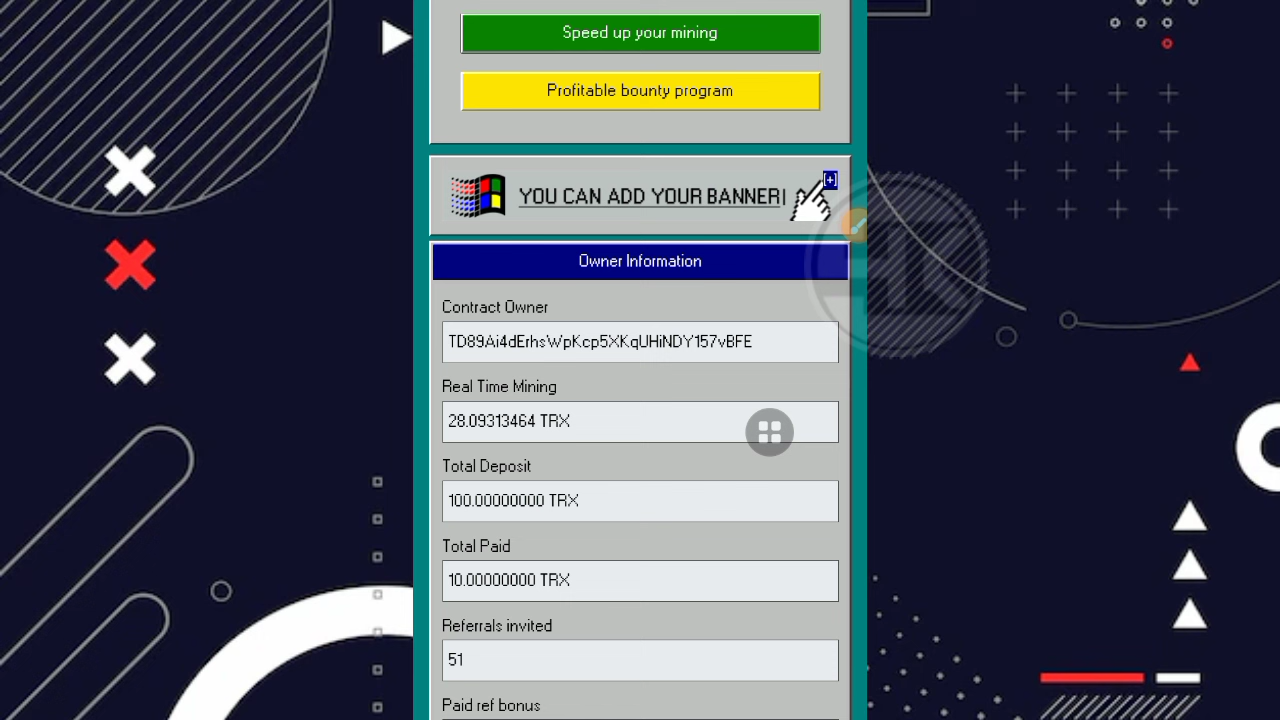 Speed up your mining
Profitable bounty program
YOU CAN ADD YOUR BANNER!
Owner Information
Contract Owner
TD89Ai4dErhsWpKcp5XKqUHiNDY157vBFE
Real Time Mining
28.09313464 TRX
Total Deposit
100.00000000 TRX
Total Paid
10.00000000 TRX
Referrals invited
51
Paid ref bonus